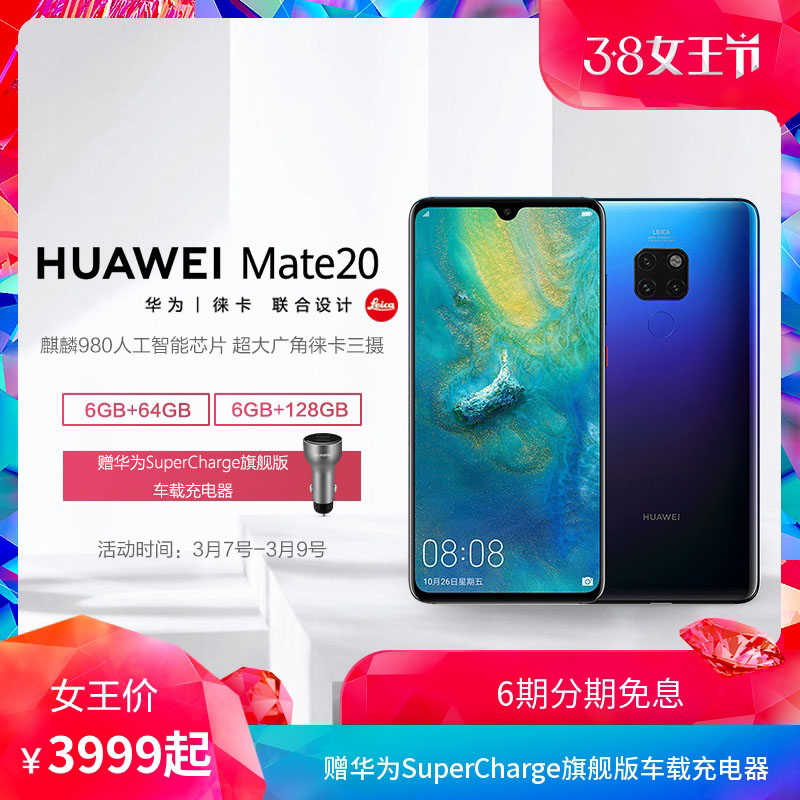 3·8女王节
HUAWEI Mate20
华为|徕卡 联合设计 Leica
麒麟980人工智能芯片 超大广角徕卡三摄
6GB+64GB 6GB+128GB
赠华为SuperCharge旗舰版
车载充电器
HUAWEI
活动时间：3月7号-3月9号
LEICA
HUAWEI
08:08
10月26日星期五
女王价
¥3999起
6期分期免息
赠华为SuperCharge旗舰版车载充电器